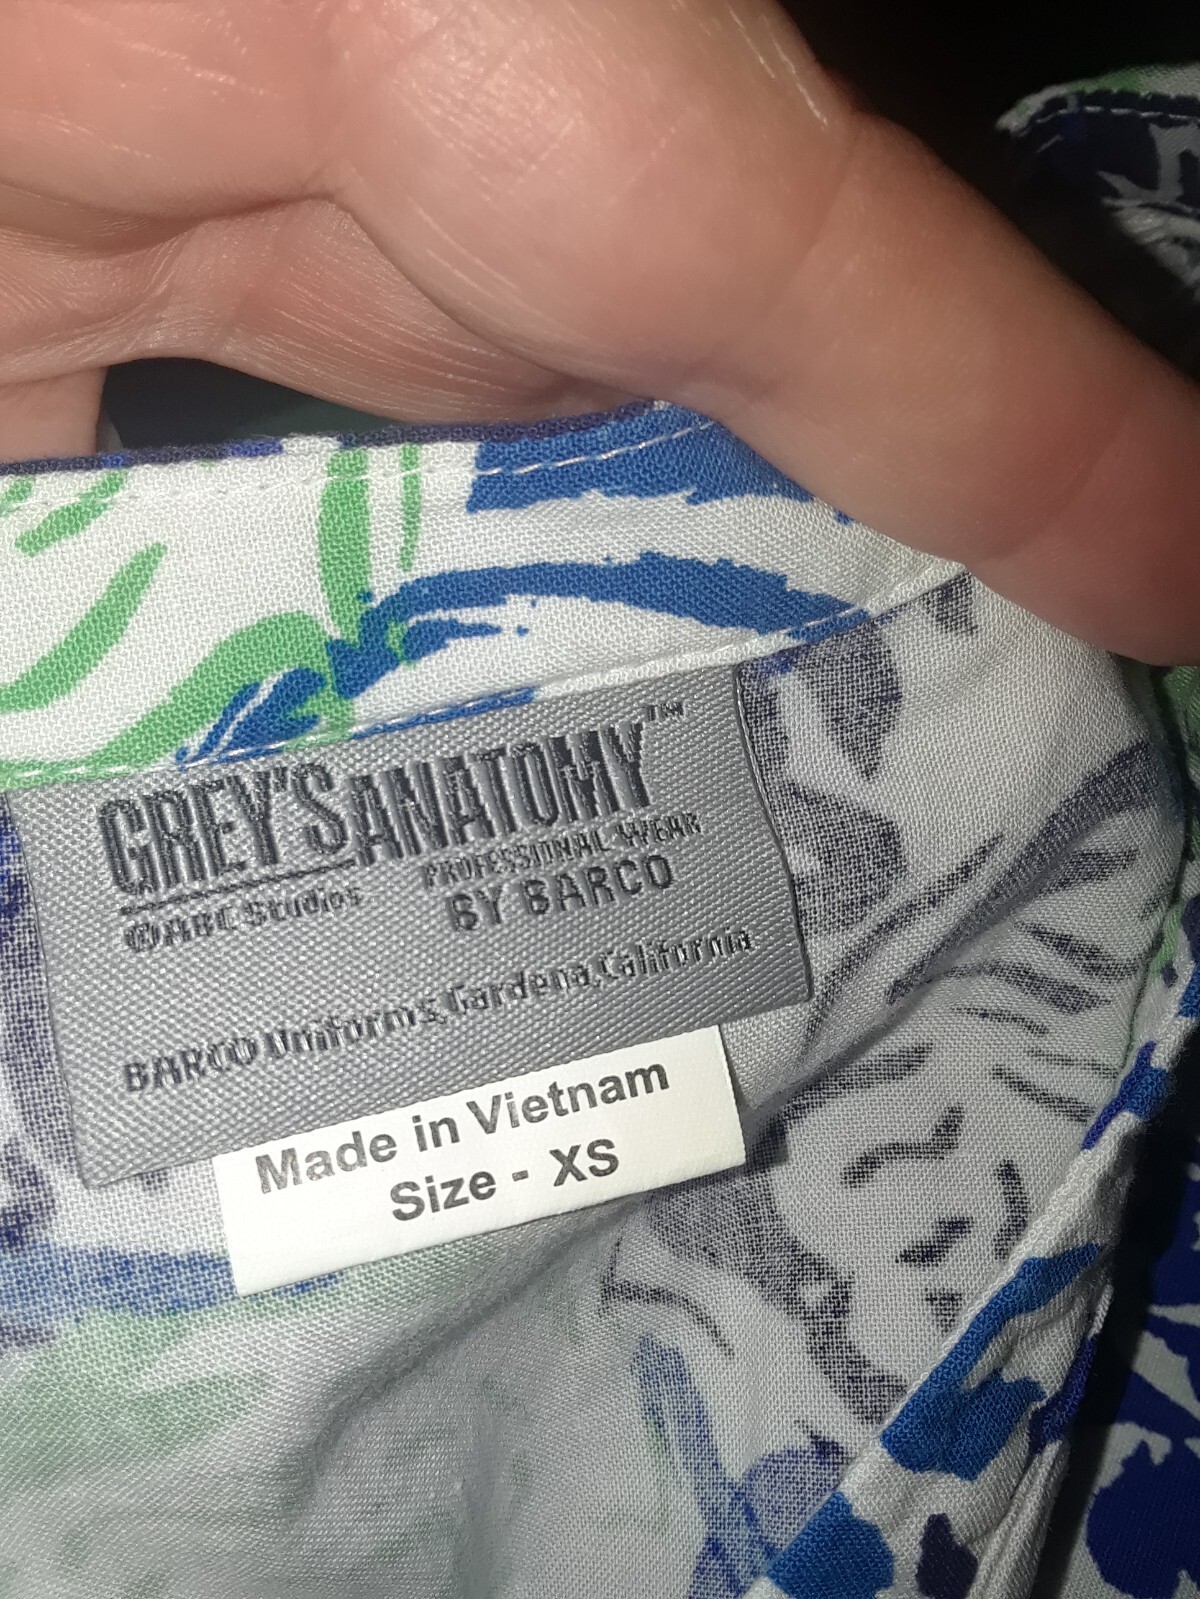 GREY'S ANATOMY™
PROFESSIONAL WEAR
©ABC Studios
BY BARCO
BARCO Uniforms, Gardena, California
Made in Vietnam
Size - XS